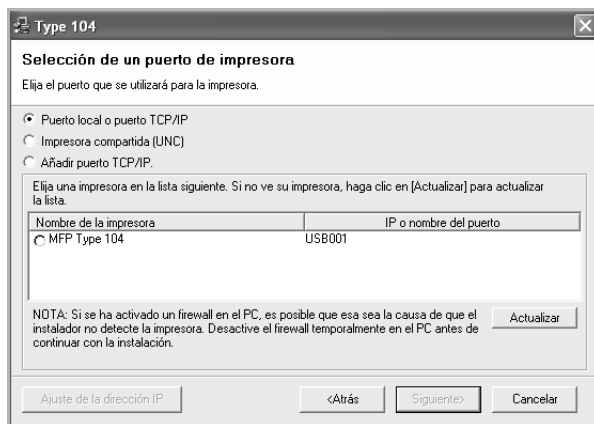 Type 104
Selección de un puerto de impresora
Elija el puerto que se utilizará para la impresora.
Puerto local o puerto TCP/IP
Impresora compartida (UNC)
Añadir puerto TCP/IP.
Elija una impresora en la lista siguiente. Si no ve su impresora, haga clic en [Actualizar] para actualizar
la lista.
Nombre de la impresora IP o nombre del puerto
MFP Type 104 USB001
NOTA: Si se ha activado un firewall en el PC, es posible que esa sea la causa de que el
instalador no detecte la impresora. Desactive el firewall temporalmente en el PC antes de
continuar con la instalación.
Actualizar
Ajuste de la dirección IP <Atrás Siguiente> Cancelar